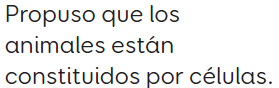 Propuso que los
animales están
constituidos por células.